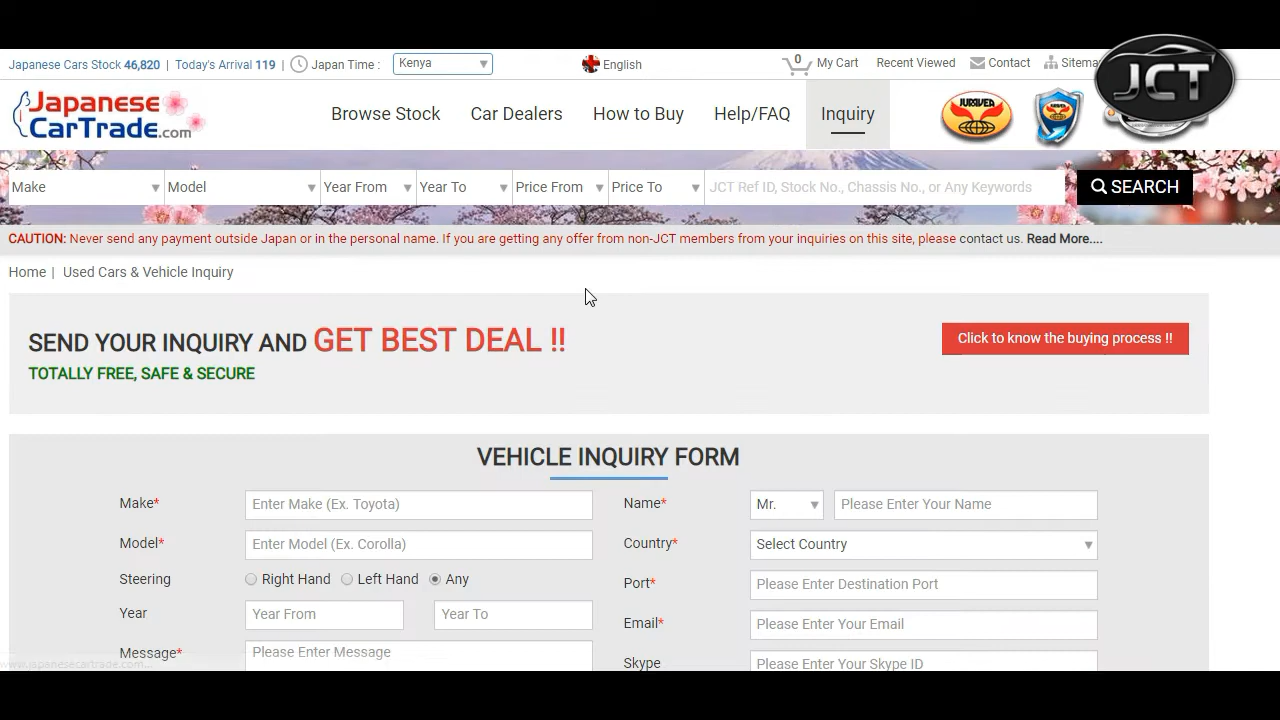 Japanese Cars Stock 46,820 | Today's Arrival 119 | Japan Time : Kenya English 0 My Cart Recent Viewed Contact Sitema
JCT
Japanese
CarTrade.com
Browse Stock Car Dealers How to Buy Help/FAQ Inquiry JUMVEA
Make Model Year From Year To Price From Price To JCT Ref ID, Stock No., Chassis No., or Any Keywords SEARCH
CAUTION: Never send any payment outside Japan or in the personal name. If you are getting any offer from non-JCT members from your inquiries on this site, please contact us. Read More....
Home | Used Cars & Vehicle Inquiry
SEND YOUR INQUIRY AND GET BEST DEAL !!
Click to know the buying process !!
TOTALLY FREE, SAFE & SECURE
VEHICLE INQUIRY FORM
Make* Enter Make (Ex. Toyota) Name* Mr. Please Enter Your Name
Model* Enter Model (Ex. Corolla) Country* Select Country
Steering Right Hand Left Hand Any Port* Please Enter Destination Port
Year Year From Year To Email* Please Enter Your Email
Message* Please Enter Message Skype Please Enter Your Skype ID
www.japanesecartrade.com...